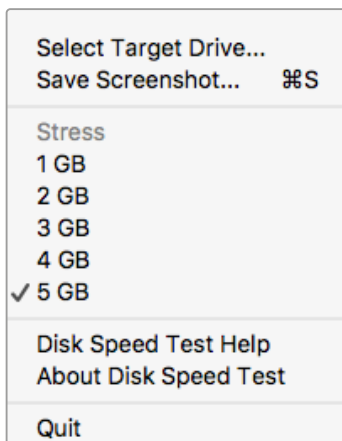 Select Target Drive...
Save Screenshot... ⌘S
Stress
1 GB
2 GB
3 GB
4 GB
✓ 5 GB
Disk Speed Test Help
About Disk Speed Test
Quit